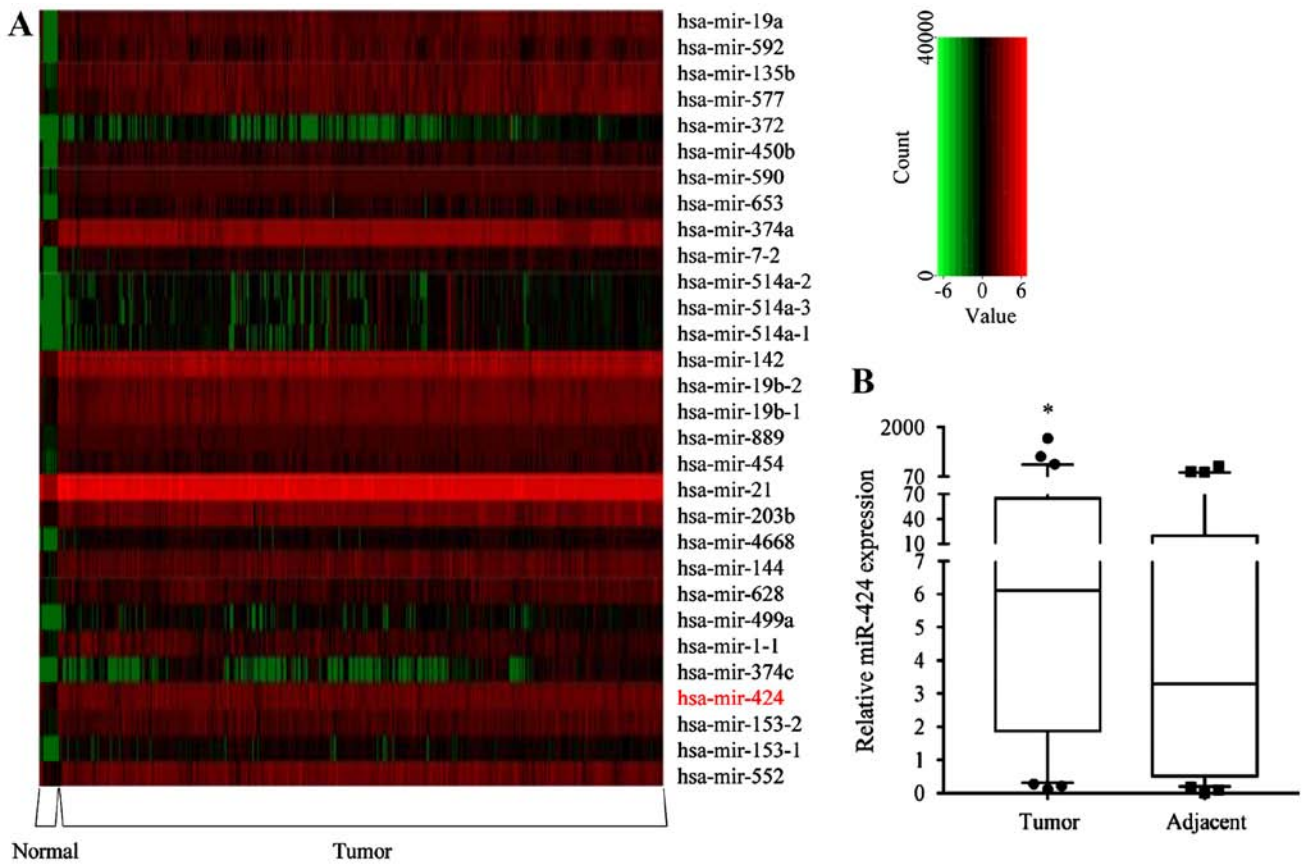 A
hsa-mir-19a
hsa-mir-592
hsa-mir-135b
hsa-mir-577
hsa-mir-372
hsa-mir-450b
hsa-mir-590
hsa-mir-653
hsa-mir-374a
hsa-mir-7-2
hsa-mir-514a-2
hsa-mir-514a-3
hsa-mir-514a-1
hsa-mir-142
hsa-mir-19b-2
hsa-mir-19b-1
hsa-mir-889
hsa-mir-454
hsa-mir-21
hsa-mir-203b
hsa-mir-4668
hsa-mir-144
hsa-mir-628
hsa-mir-499a
hsa-mir-1-1
hsa-mir-374c
hsa-mir-424
hsa-mir-153-2
hsa-mir-153-1
hsa-mir-552
Normal
Tumor
40000
Count
0
-6 0 6
Value
B
*
2000
70
70
40
10
7
6
5
4
3
2
1
0
Relative miR-424 expression
Tumor
Adjacent